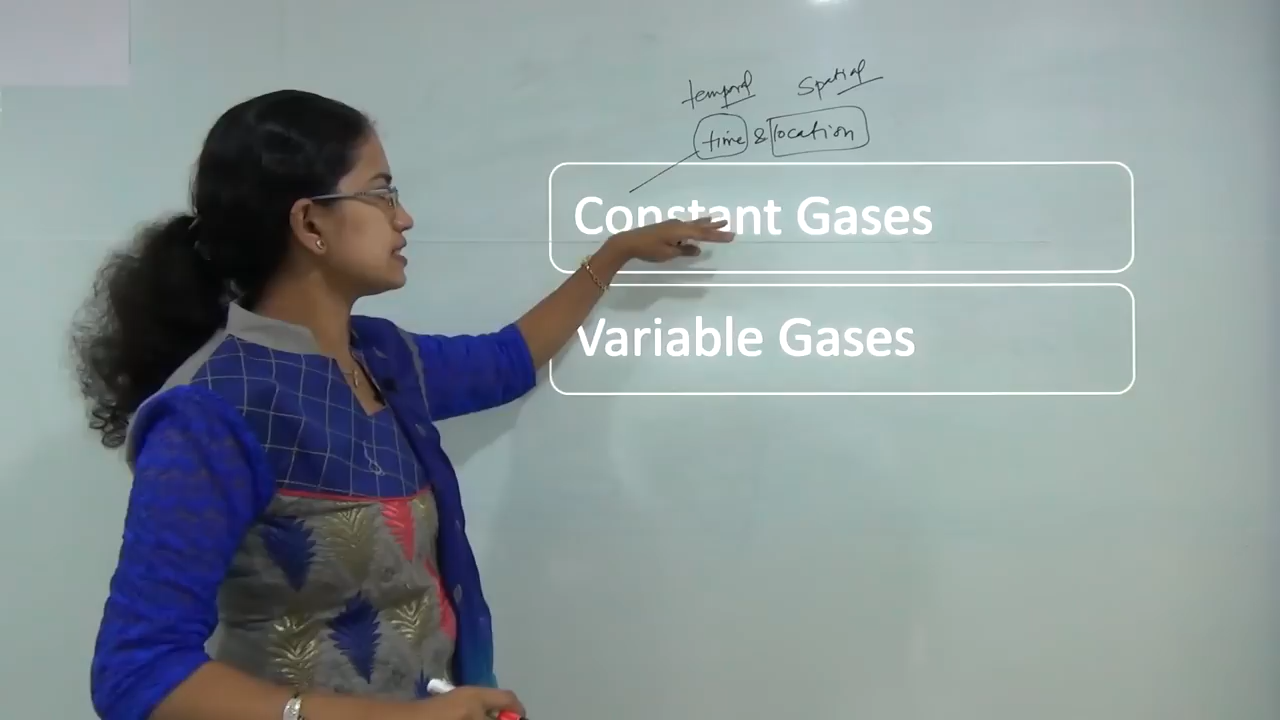 temporal spatial
time & location
Constant Gases
Variable Gases